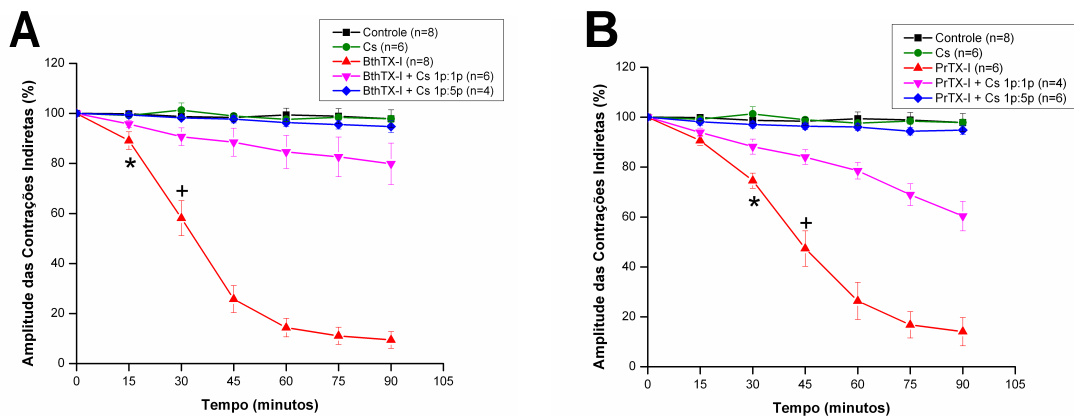 A
Controle (n=8)
Cs (n=6)
BthTX-I (n=8)
BthTX-I + Cs 1p:1p (n=6)
BthTX-I + Cs 1p:5p (n=4)
Amplitude das Contrações Indiretas (%)
120
100
80
60
40
20
0
*
+
0 15 30 45 60 75 90 105
Tempo (minutos)
B
Controle (n=8)
Cs (n=6)
PrTX-I (n=6)
PrTX-I + Cs 1p:1p (n=4)
PrTX-I + Cs 1p:5p (n=6)
Amplitude das Contrações Indiretas (%)
120
100
80
60
40
20
0
*
+
0 15 30 45 60 75 90 105
Tempo (minutos)